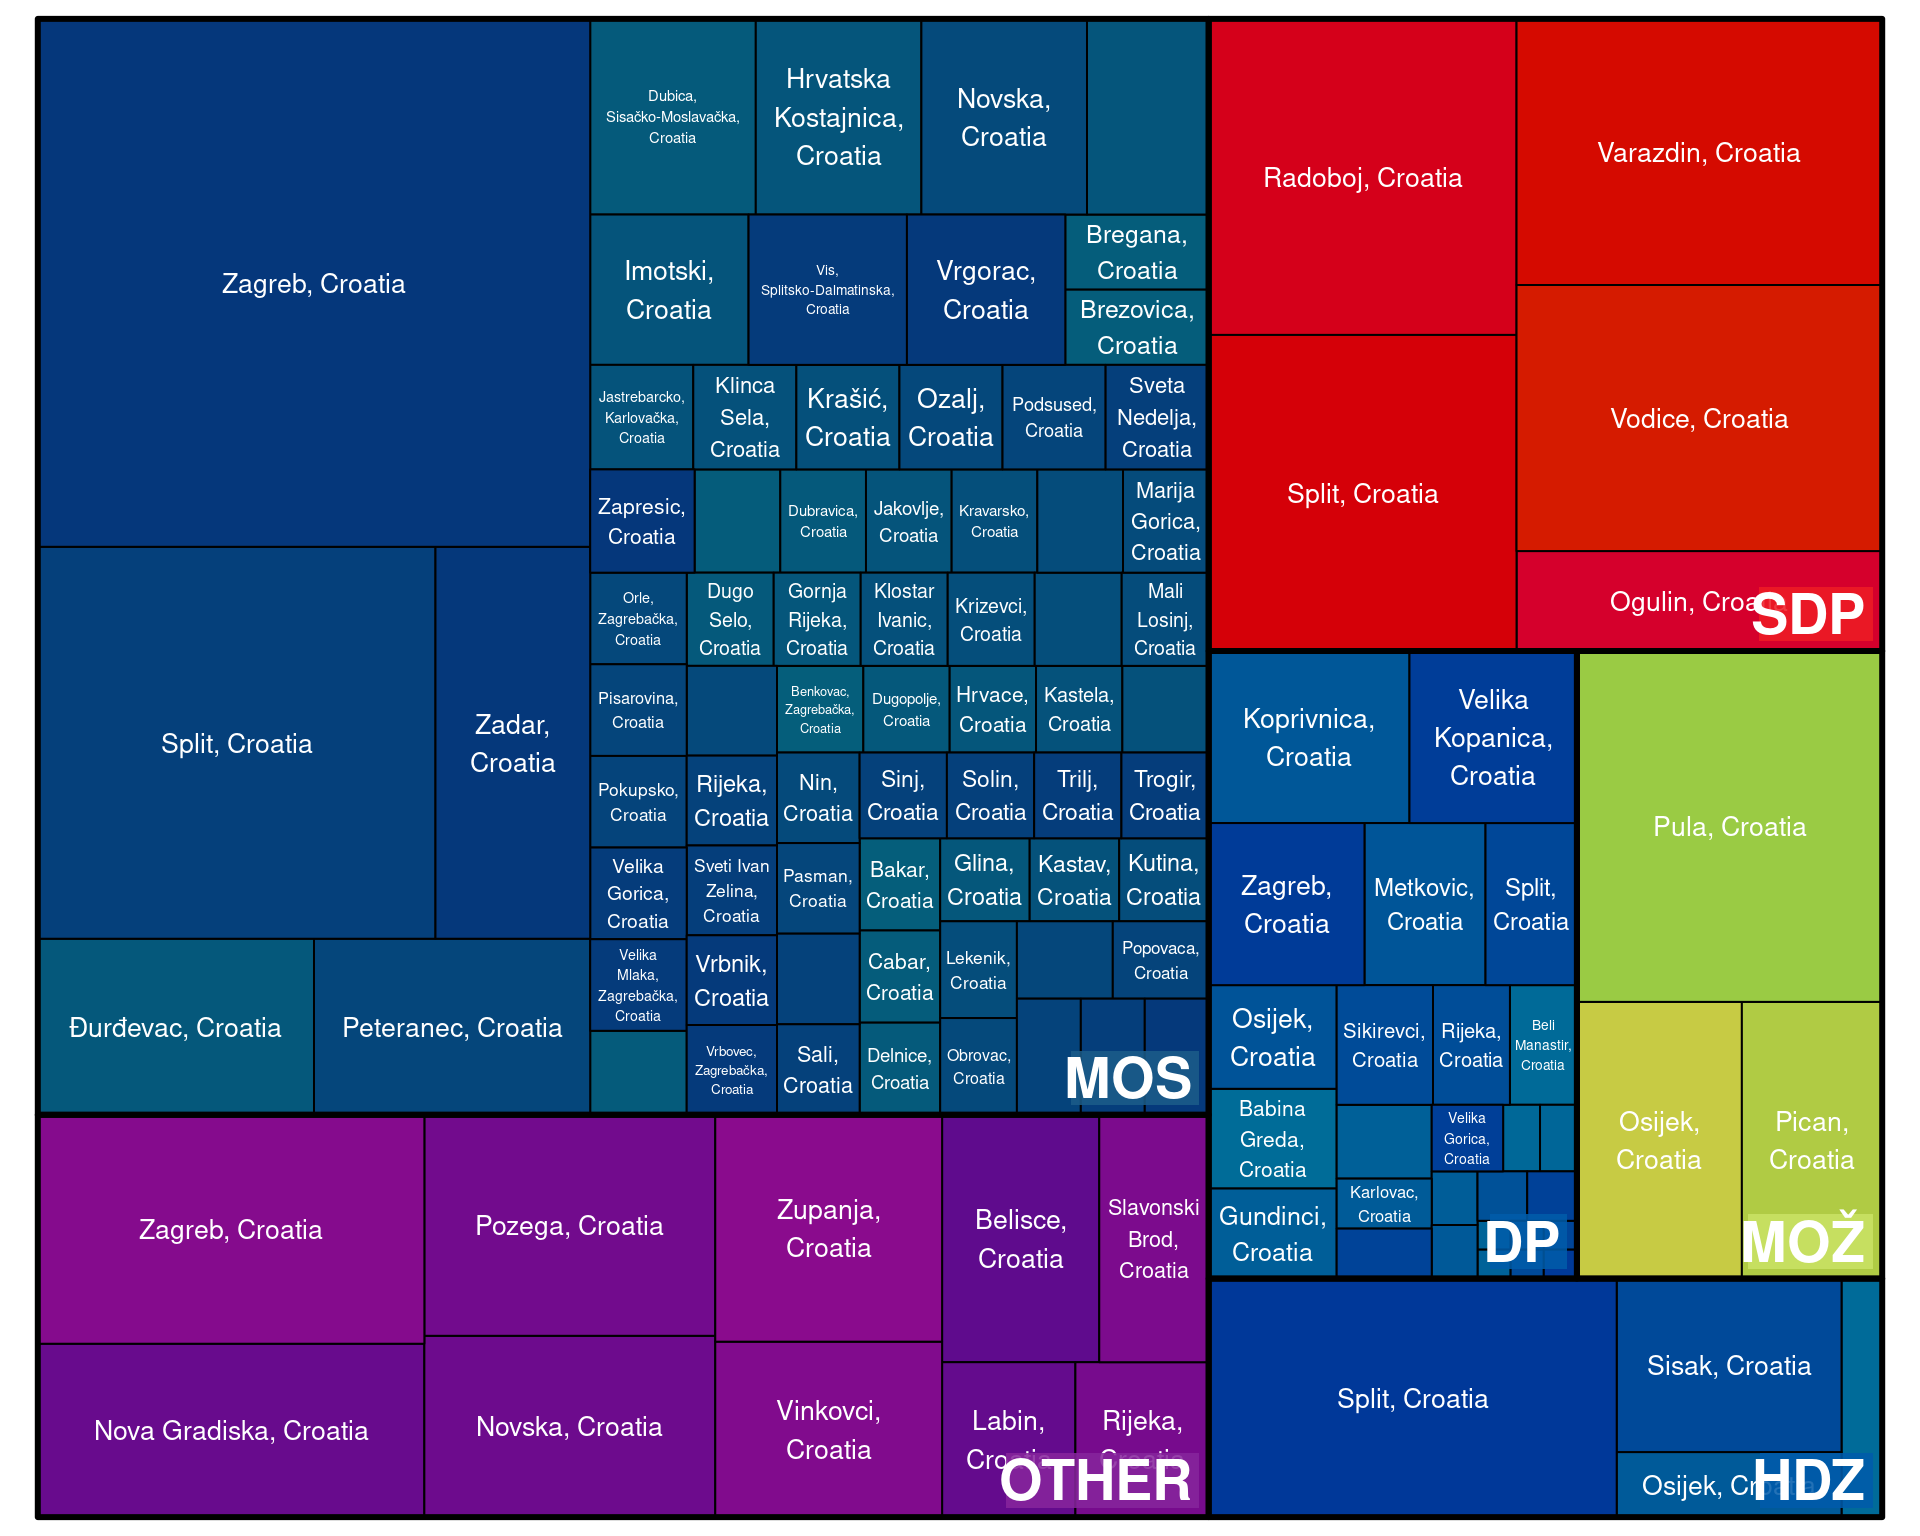 Zagreb, Croatia
Split, Croatia
Zadar,
Croatia
Đurđevac, Croatia
Peteranec, Croatia
Dubica,
Sisačko-Moslavačka,
Croatia
Hrvatska
Kostajnica,
Croatia
Novska,
Croatia
Imotski,
Croatia
Vis,
Splitsko-Dalmatinska,
Croatia
Vrgorac,
Croatia
Bregana,
Croatia
Brezovica,
Croatia
Jastrebarcko,
Karlovačka,
Croatia
Klinca
Sela,
Croatia
Krašić,
Croatia
Ozalj,
Croatia
Podsused,
Croatia
Sveta
Nedelja,
Croatia
Zapresic,
Croatia
Dubravica,
Croatia
Jakovlje,
Croatia
Kravarsko,
Croatia
Marija
Gorica,
Croatia
Orle,
Zagrebačka,
Croatia
Dugo
Selo,
Croatia
Gornja
Rijeka,
Croatia
Klostar
Ivanic,
Croatia
Krizevci,
Croatia
Mali
Losinj,
Croatia
Pisarovina,
Croatia
Benkovac,
Zagrebačka,
Croatia
Dugopolje,
Croatia
Hrvace,
Croatia
Kastela,
Croatia
Pokupsko,
Croatia
Rijeka,
Croatia
Nin,
Croatia
Sinj,
Croatia
Solin,
Croatia
Trilj,
Croatia
Trogir,
Croatia
Velika
Gorica,
Croatia
Sveti Ivan
Zelina,
Croatia
Pasman,
Croatia
Bakar,
Croatia
Glina,
Croatia
Kastav,
Croatia
Kutina,
Croatia
Velika
Mlaka,
Zagrebačka,
Croatia
Vrbnik,
Croatia
Cabar,
Croatia
Lekenik,
Croatia
Popovaca,
Croatia
Vrbovec,
Zagrebačka,
Croatia
Sali,
Croatia
Delnice,
Croatia
Obrovac,
Croatia
MOS
Radoboj, Croatia
Varazdin, Croatia
Split, Croatia
Vodice, Croatia
Ogulin, Croatia
SDP
Koprivnica,
Croatia
Velika
Kopanica,
Croatia
Zagreb,
Croatia
Metkovic,
Croatia
Split,
Croatia
Osijek,
Croatia
Sikirevci,
Croatia
Rijeka,
Croatia
Beli
Manastir,
Croatia
Babina
Greda,
Croatia
Velika
Gorica,
Croatia
Karlovac,
Croatia
Gundinci,
Croatia
DP
Pula, Croatia
Osijek,
Croatia
Pican,
Croatia
MOŽ
Zagreb, Croatia
Pozega, Croatia
Zupanja,
Croatia
Belisce,
Croatia
Slavonski
Brod,
Croatia
Nova Gradiska, Croatia
Novska, Croatia
Vinkovci,
Croatia
Labin,
Croatia
Rijeka,
Croatia
OTHER
Split, Croatia
Sisak, Croatia
Osijek, Croatia
HDZ